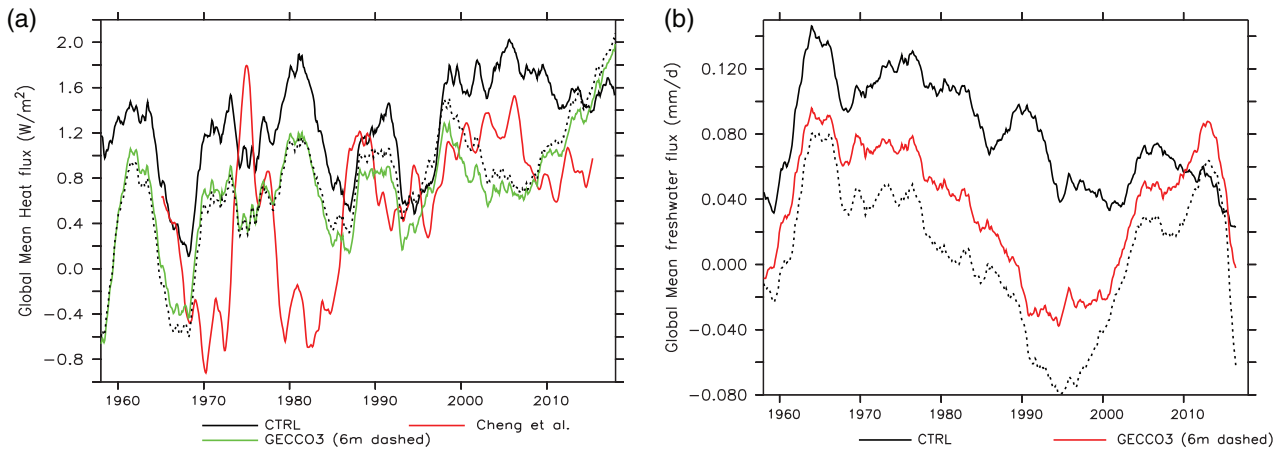 (a)
Global Mean Heat flux (W/m²)
2.0
1.6
1.2
0.8
0.4
0.0
−0.4
−0.8
1960 1970 1980 1990 2000 2010
CTRL
Cheng et al.
GECCO3 (6m dashed)
(b)
Global Mean freshwater flux (mm/d)
0.120
0.080
0.040
0.000
−0.040
−0.080
1960 1970 1980 1990 2000 2010
CTRL
GECCO3 (6m dashed)